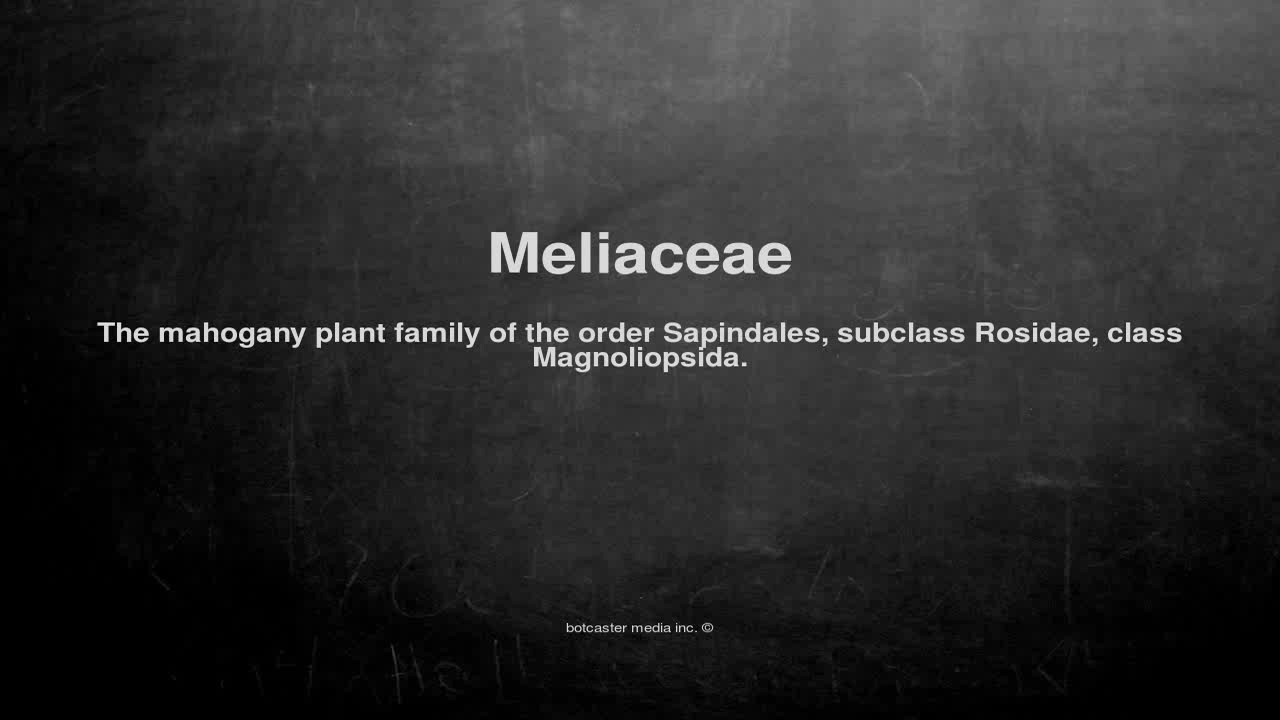 Meliaceae
The mahogany plant family of the order Sapindales, subclass Rosidae, class
Magnoliopsida.
botcaster media inc. ©